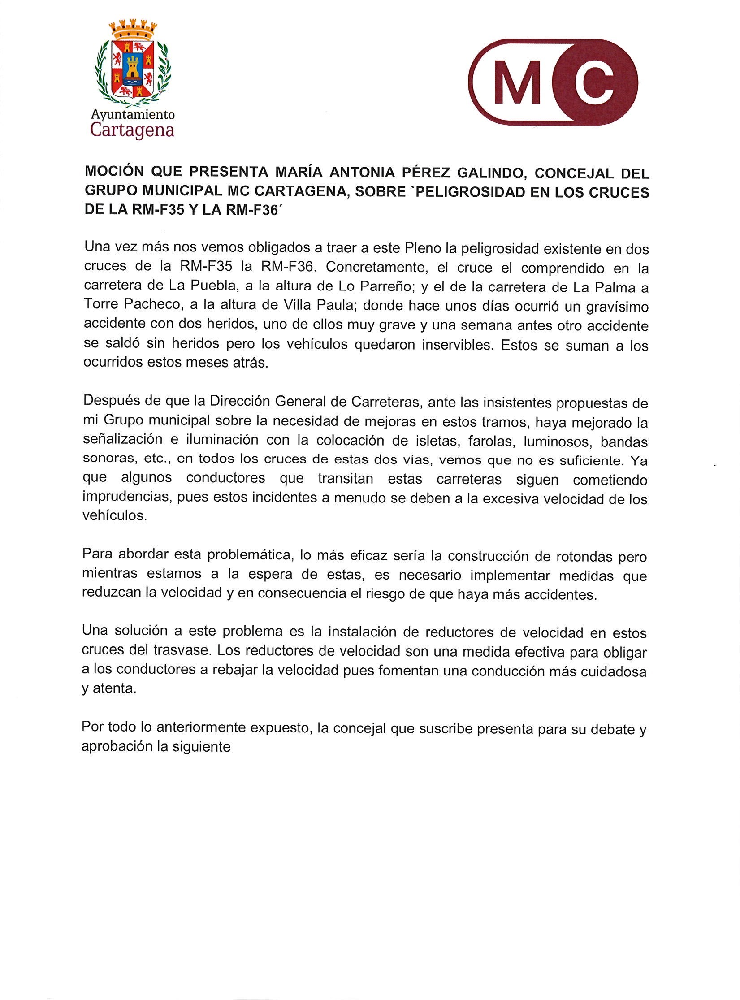 Ayuntamiento
Cartagena
MC
MOCIÓN QUE PRESENTA MARÍA ANTONIA PÉREZ GALINDO, CONCEJAL DEL
GRUPO MUNICIPAL MC CARTAGENA, SOBRE `PELIGROSIDAD EN LOS CRUCES
DE LA RM-F35 Y LA RM-F36´
Una vez más nos vemos obligados a traer a este Pleno la peligrosidad existente en dos
cruces de la RM-F35 la RM-F36. Concretamente, el cruce el comprendido en la
carretera de La Puebla, a la altura de Lo Parreño; y el de la carretera de La Palma a
Torre Pacheco, a la altura de Villa Paula; donde hace unos días ocurrió un gravísimo
accidente con dos heridos, uno de ellos muy grave y una semana antes otro accidente
se saldó sin heridos pero los vehículos quedaron inservibles. Estos se suman a los
ocurridos estos meses atrás.
Después de que la Dirección General de Carreteras, ante las insistentes propuestas de
mi Grupo municipal sobre la necesidad de mejoras en estos tramos, haya mejorado la
señalización e iluminación con la colocación de isletas, farolas, luminosos, bandas
sonoras, etc., en todos los cruces de estas dos vías, vemos que no es suficiente. Ya
que algunos conductores que transitan estas carreteras siguen cometiendo
imprudencias, pues estos incidentes a menudo se deben a la excesiva velocidad de los
vehículos.
Para abordar esta problemática, lo más eficaz sería la construcción de rotondas pero
mientras estamos a la espera de estas, es necesario implementar medidas que
reduzcan la velocidad y en consecuencia el riesgo de que haya más accidentes.
Una solución a este problema es la instalación de reductores de velocidad en estos
cruces del trasvase. Los reductores de velocidad son una medida efectiva para obligar
a los conductores a rebajar la velocidad pues fomentan una conducción más cuidadosa
y atenta.
Por todo lo anteriormente expuesto, la concejal que suscribe presenta para su debate y
aprobación la siguiente